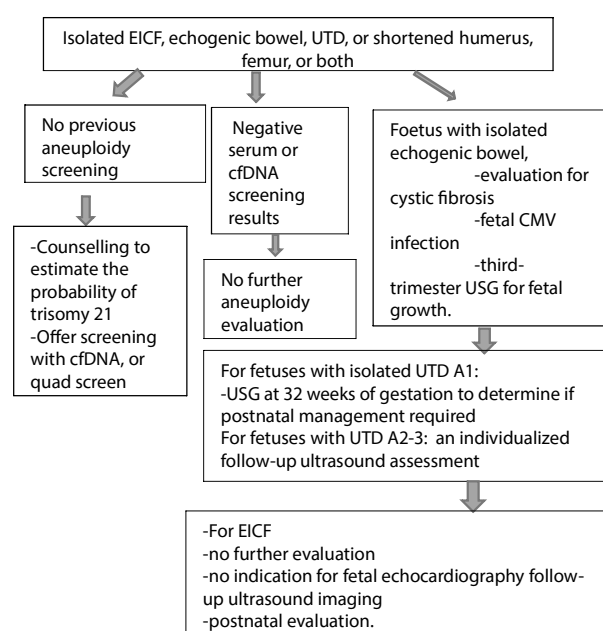 Isolated EICF, echogenic bowel, UTD, or shortened humerus,
femur, or both
No previous
aneuploidy
screening
Negative
serum or
cfDNA
screening
results
Foetus with isolated
echogenic bowel,
-evaluation for
cystic fibrosis
-fetal CMV
infection
-third-
trimester USG for fetal
growth.
-Counselling to
estimate the
probability of
trisomy 21
-Offer screening
with cfDNA, or
quad screen
No further
aneuploidy
evaluation
For fetuses with isolated UTD A1:
-USG at 32 weeks of gestation to determine if
postnatal management required
For fetuses with UTD A2-3: an individualized
follow-up ultrasound assessment
-For EICF
-no further evaluation
-no indication for fetal echocardiography follow-
up ultrasound imaging
-postnatal evaluation.